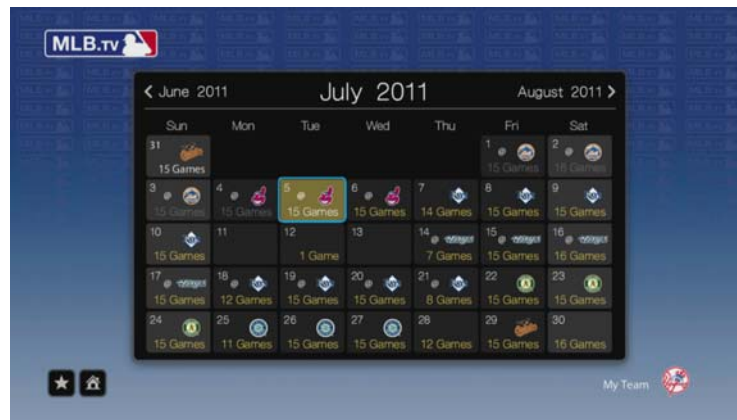 MLB.TV
June 2011 July 2011 August 2011
Sun Mon Tue Wed Thu Fri Sat
31 1 @ 2 @
15 Games 15 Games 16 Games
3 @ 4 @ 5 @ 6 @ 7 8 9
15 Games 15 Games 15 Games 15 Games 14 Games 15 Games 15 Games
10 11 12 13 14 @ 15 @ 16 @
15 Games 1 Game 7 Games 15 Games 16 Games
17 @ 18 @ 19 @ 20 @ 21 @ 22 23
15 Games 12 Games 15 Games 15 Games 8 Games 15 Games 15 Games
24 25 26 27 28 29 30
15 Games 11 Games 15 Games 15 Games 12 Games 15 Games 16 Games
My Team